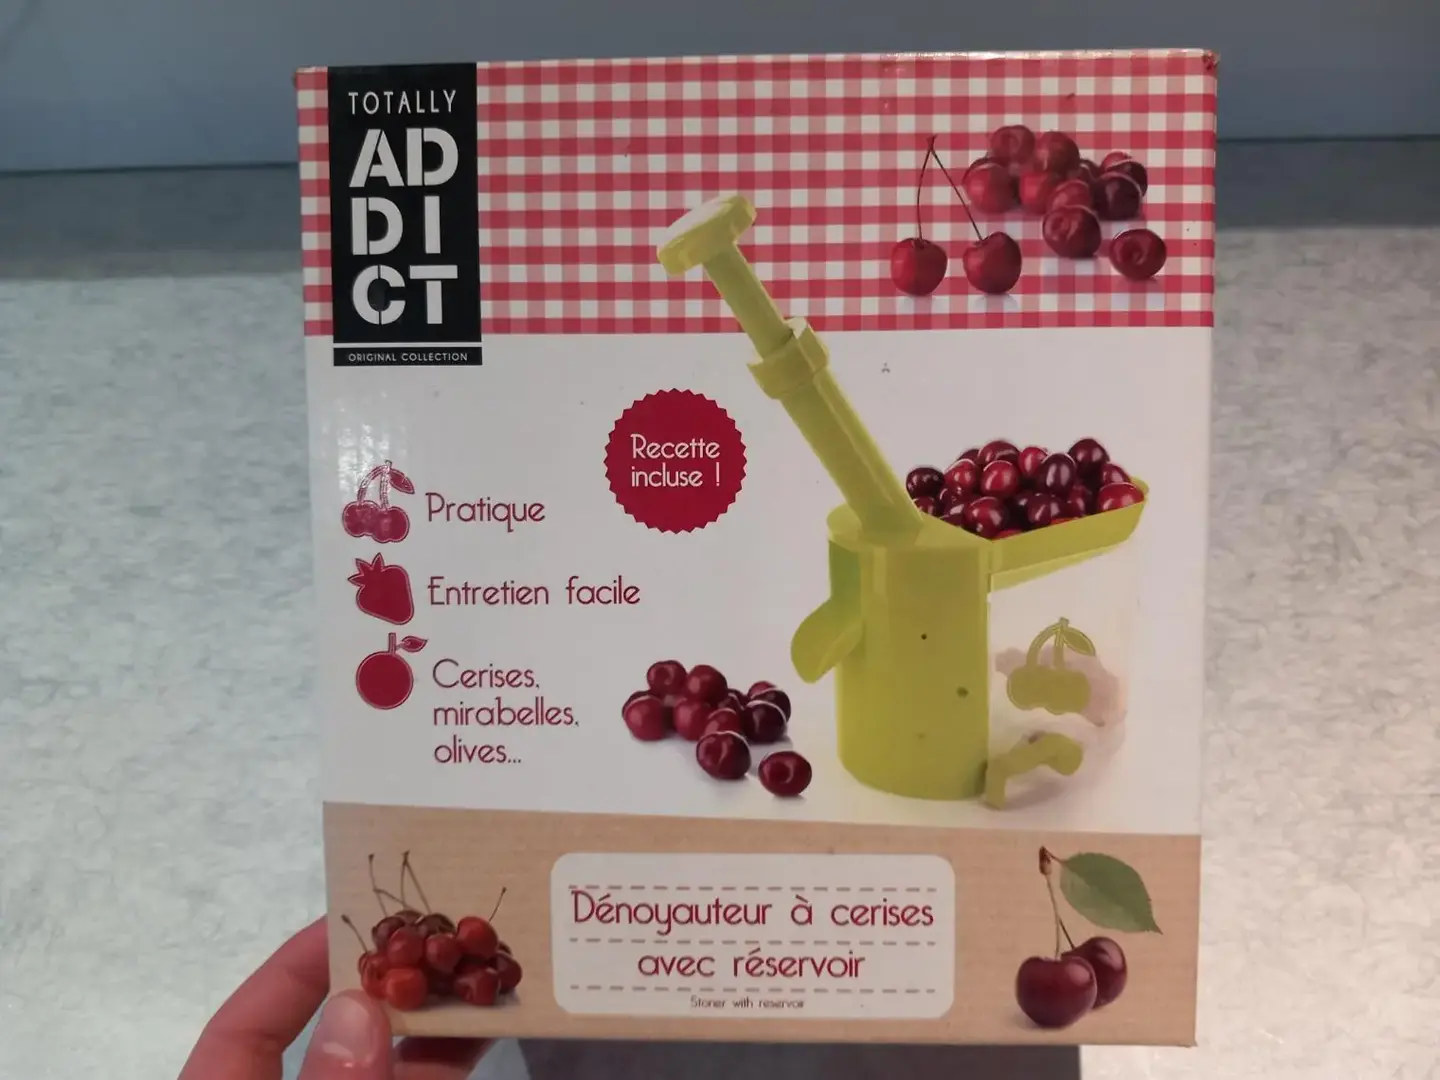 TOTALLY
AD
DI
CT
ORIGINAL COLLECTION
Recette
incluse !
Pratique
Entretien facile
Cerises,
mirabelles,
olives...
Dénoyauteur à cerises
avec réservoir
Stoner with reservoir